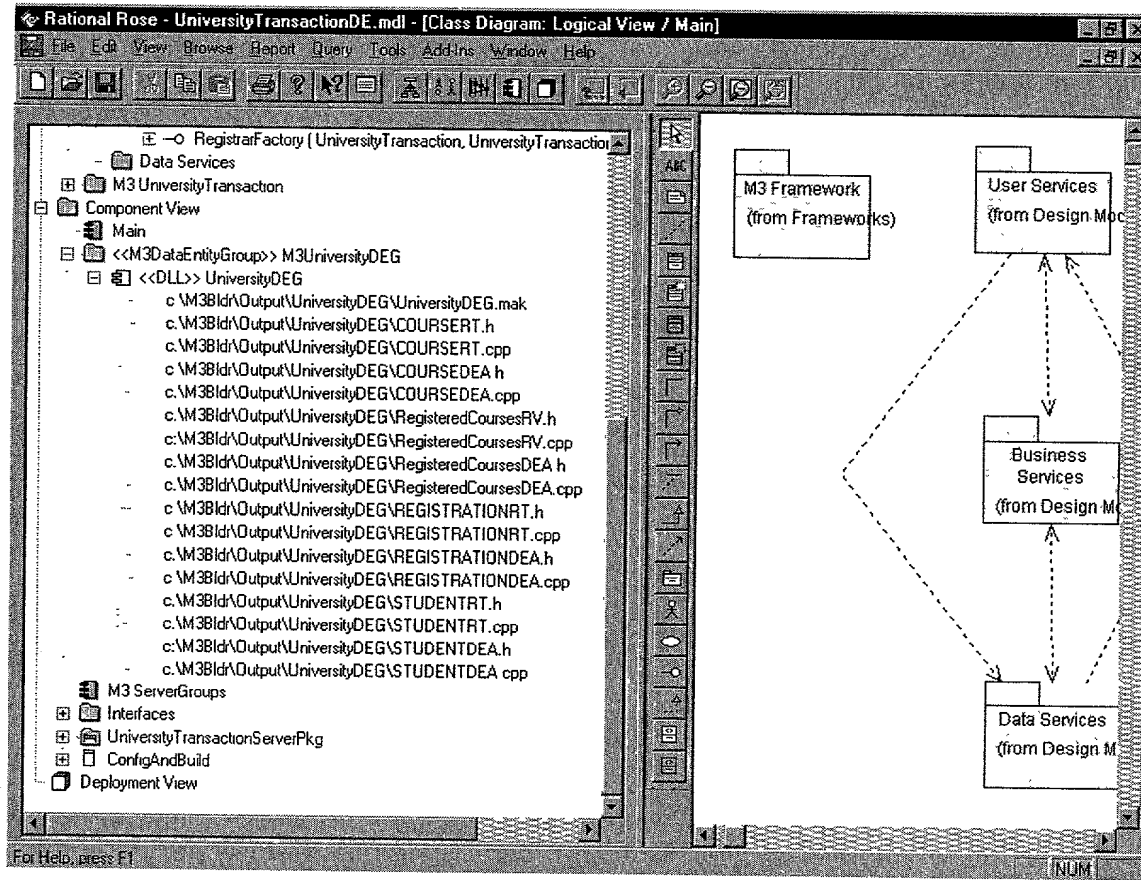 Rational Rose - UniversityTransactionDE.mdl - [Class Diagram: Logical View / Main]
File Edit View Browse Report Query Tools Add-Ins Window Help
RegistrarFactory ( UniversityTransaction, UniversityTransaction
Data Services
M3 UniversityTransaction
Component View
Main
<<M3DataEntityGroup>> M3UniversityDEG
<<DLL>> UniversityDEG
c \M3Bldr\Output\UniversityDEG\UniversityDEG.mak
c.\M3Bldr\Output\UniversityDEG\COURSERT.h
c.\M3Bldr\Output\UniversityDEG\COURSERT.cpp
c \M3Bldr\Output\UniversityDEG\COURSEDEA h
c.\M3Bldr\Output\UniversityDEG\COURSEDEA.cpp
c.\M3Bldr\Output\UniversityDEG\RegisteredCoursesRV.h
c:\M3Bldr\Output\UniversityDEG\RegisteredCoursesRV.cpp
c.\M3Bldr\Output\UniversityDEG\RegisteredCoursesDEA h
c.\M3Bldr\Output\UniversityDEG\RegisteredCoursesDEA.cpp
c \M3Bldr\Output\UniversityDEG\REGISTRATIONRT.h
c \M3Bldr\Output\UniversityDEG\REGISTRATIONRT.cpp
c.\M3Bldr\Output\UniversityDEG\REGISTRATIONDEA.h
c \M3Bldr\Output\UniversityDEG\REGISTRATIONDEA.cpp
c.\M3Bldr\Output\UniversityDEG\STUDENTRT.h
c.\M3Bldr\Output\UniversityDEG\STUDENTRT.cpp
c:\M3Bldr\Output\UniversityDEG\STUDENTDEA.h
c.\M3Bldr\Output\UniversityDEG\STUDENTDEA cpp
M3 ServerGroups
Interfaces
UniversityTransactionServerPkg
ConfigAndBuild
Deployment View
ABC
M3 Framework
(from Frameworks)
User Services
(from Design Moc
Business
Services
(from Design Mo
Data Services
(from Design M
For Help, press F1
NUM